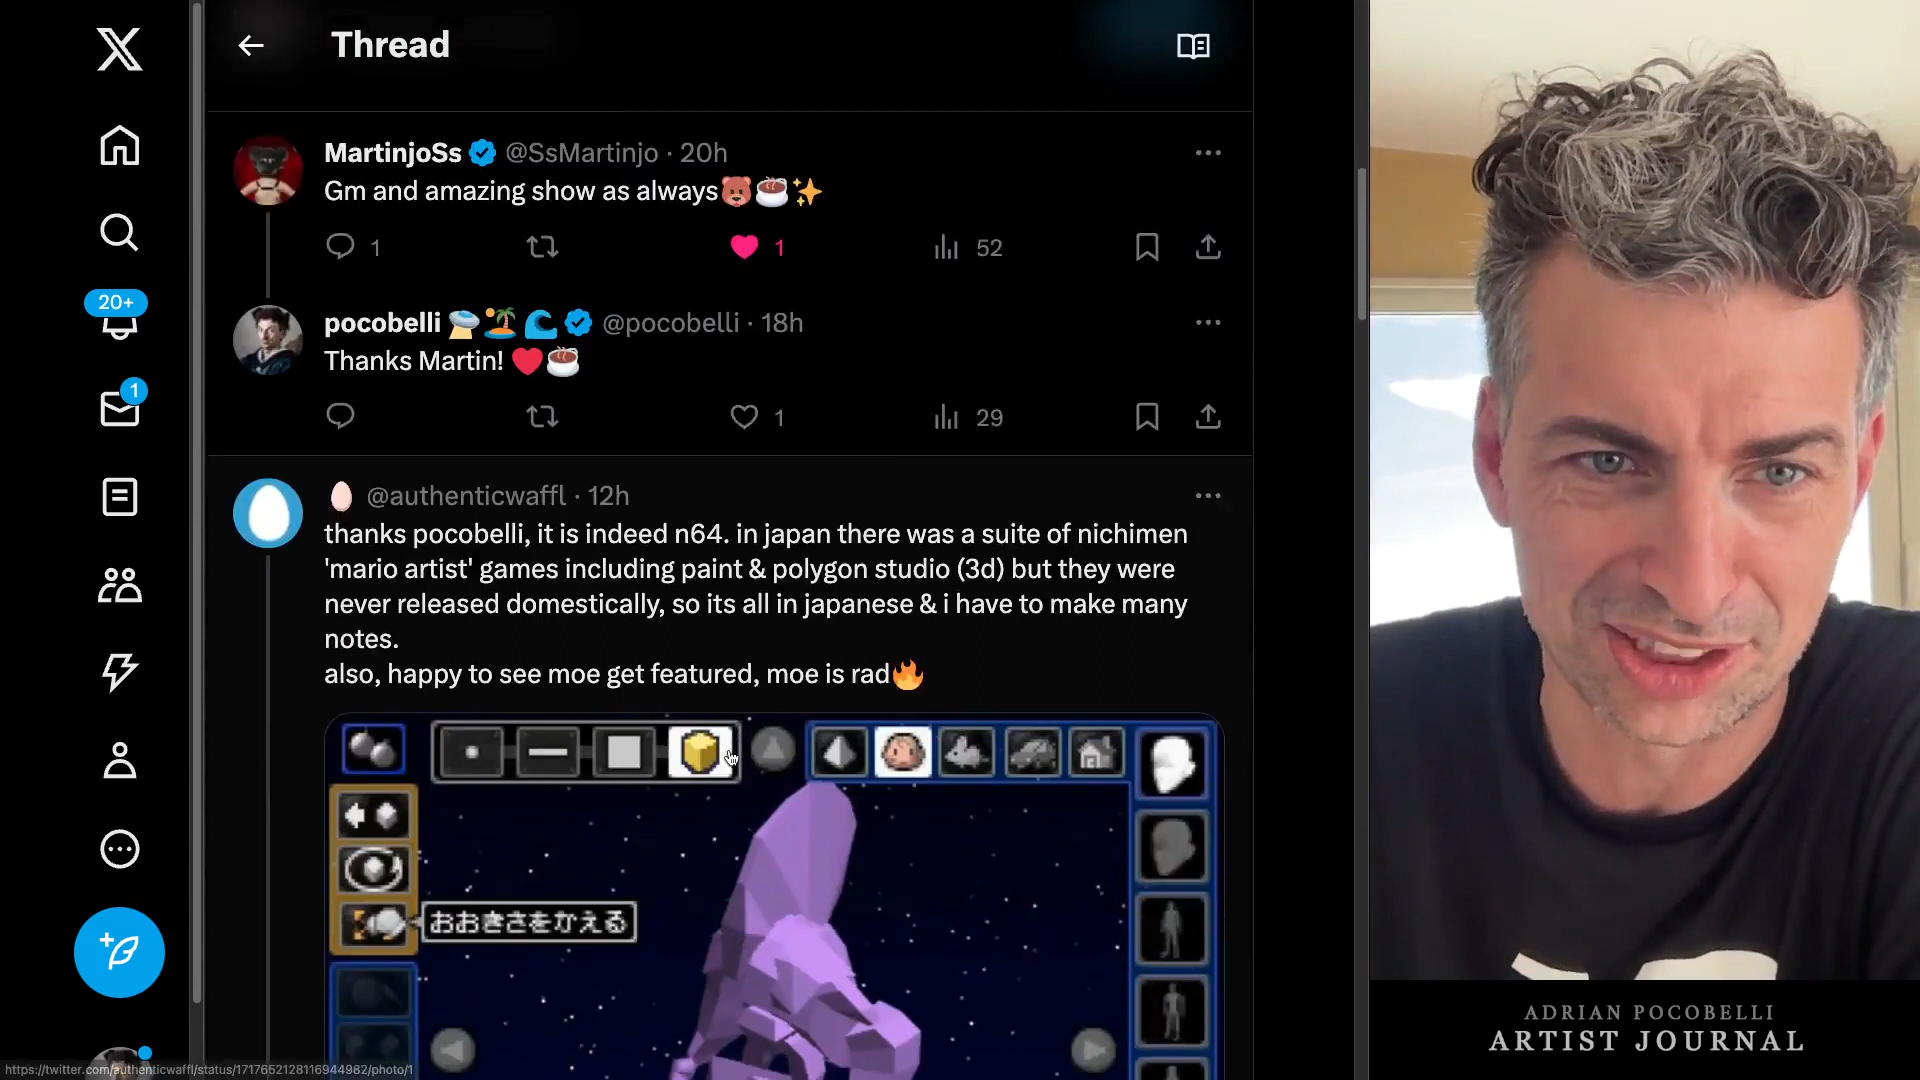 Thread
MartinjoSs @SsMartinjo · 20h
Gm and amazing show as always🐻☕✨
1
1
52
20+
pocobelli 🛸🏝️🌊 @pocobelli · 18h
Thanks Martin! ❤️☕
1
29
1
🥚 @authenticwaffl · 12h
thanks pocobelli, it is indeed n64. in japan there was a suite of nichimen
'mario artist' games including paint & polygon studio (3d) but they were
never released domestically, so its all in japanese & i have to make many
notes.
also, happy to see moe get featured, moe is rad🔥
おおきさをかえる
https://twitter.com/authenticwaffl/status/1717652128116944982/photo/1
ADRIAN POCOBELLI
ARTIST JOURNAL